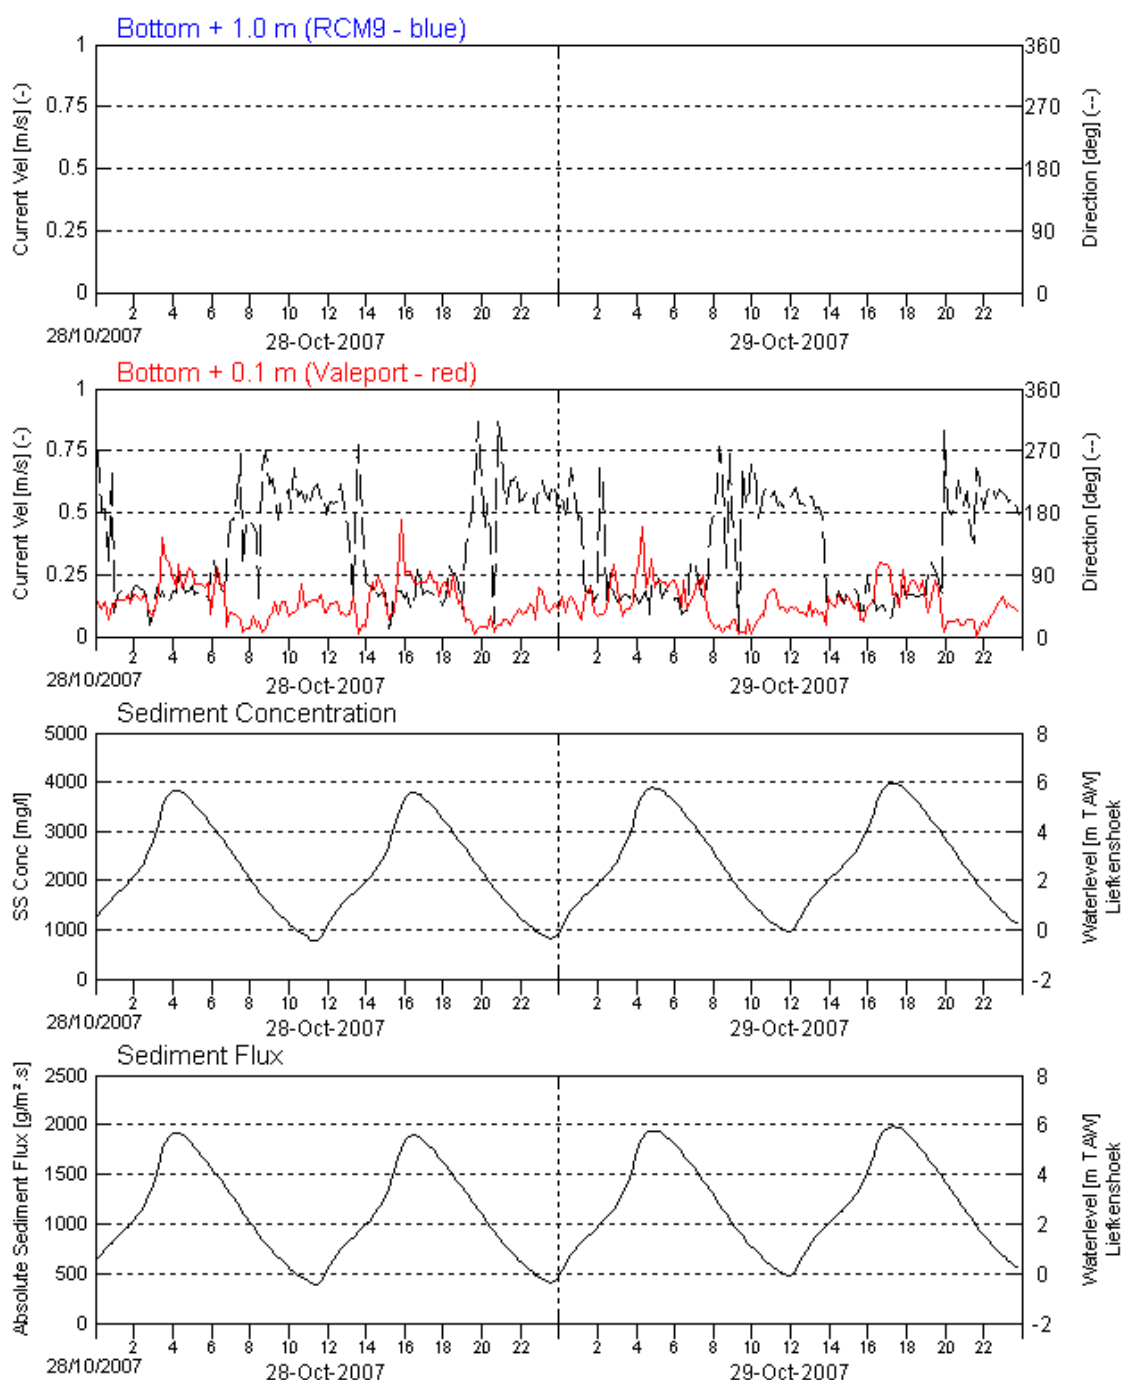 Bottom + 1.0 m (RCM9 - blue)
Current Vel [m/s] (-)
1
0.75
0.5
0.25
0
360
270
180
90
0
Direction [deg] (--)
2 4 6 8 10 12 14 16 18 20 22 2 4 6 8 10 12 14 16 18 20 22
28/10/2007
28-Oct-2007
29-Oct-2007
Bottom + 0.1 m (Valeport - red)
Current Vel [m/s] (-)
1
0.75
0.5
0.25
0
360
270
180
90
0
Direction [deg] (--)
2 4 6 8 10 12 14 16 18 20 22 2 4 6 8 10 12 14 16 18 20 22
28/10/2007
28-Oct-2007
29-Oct-2007
Sediment Concentration
SS Conc [mg/l]
5000
4000
3000
2000
1000
0
8
6
4
2
0
-2
Waterlevel [m TAW]
Liefkenshoek
2 4 6 8 10 12 14 16 18 20 22 2 4 6 8 10 12 14 16 18 20 22
28/10/2007
28-Oct-2007
29-Oct-2007
Sediment Flux
Absolute Sediment Flux [g/m².s]
2500
2000
1500
1000
500
0
8
6
4
2
0
-2
Waterlevel [m TAW]
Liefkenshoek
2 4 6 8 10 12 14 16 18 20 22 2 4 6 8 10 12 14 16 18 20 22
28/10/2007
28-Oct-2007
29-Oct-2007